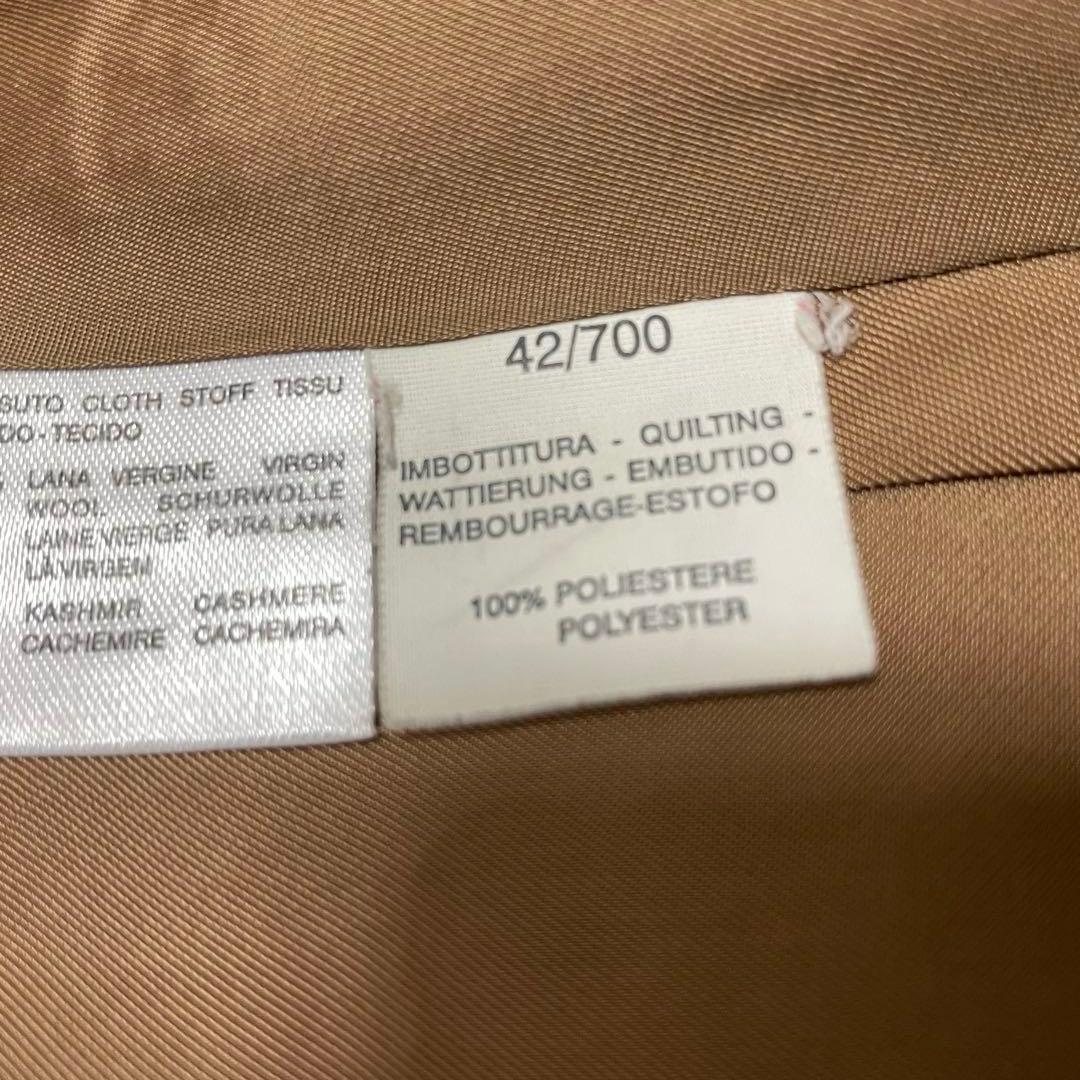 SUTO CLOTH STOFF TISSU
DO-TECIDO
LANA VERGINE VIRGIN
WOOL SCHURWOLLE
LAINE VIERGE PURA LANA
LÃ VIRGEN
KASHMIR CASHMERE
CACHEMIRE CACHEMIRA
42/700
IMBOTTITURA - QUILTING -
WATTIERUNG - EMBUTIDO -
REMBOURRAGE-ESTOFO
100% POLIESTERE
POLYESTER